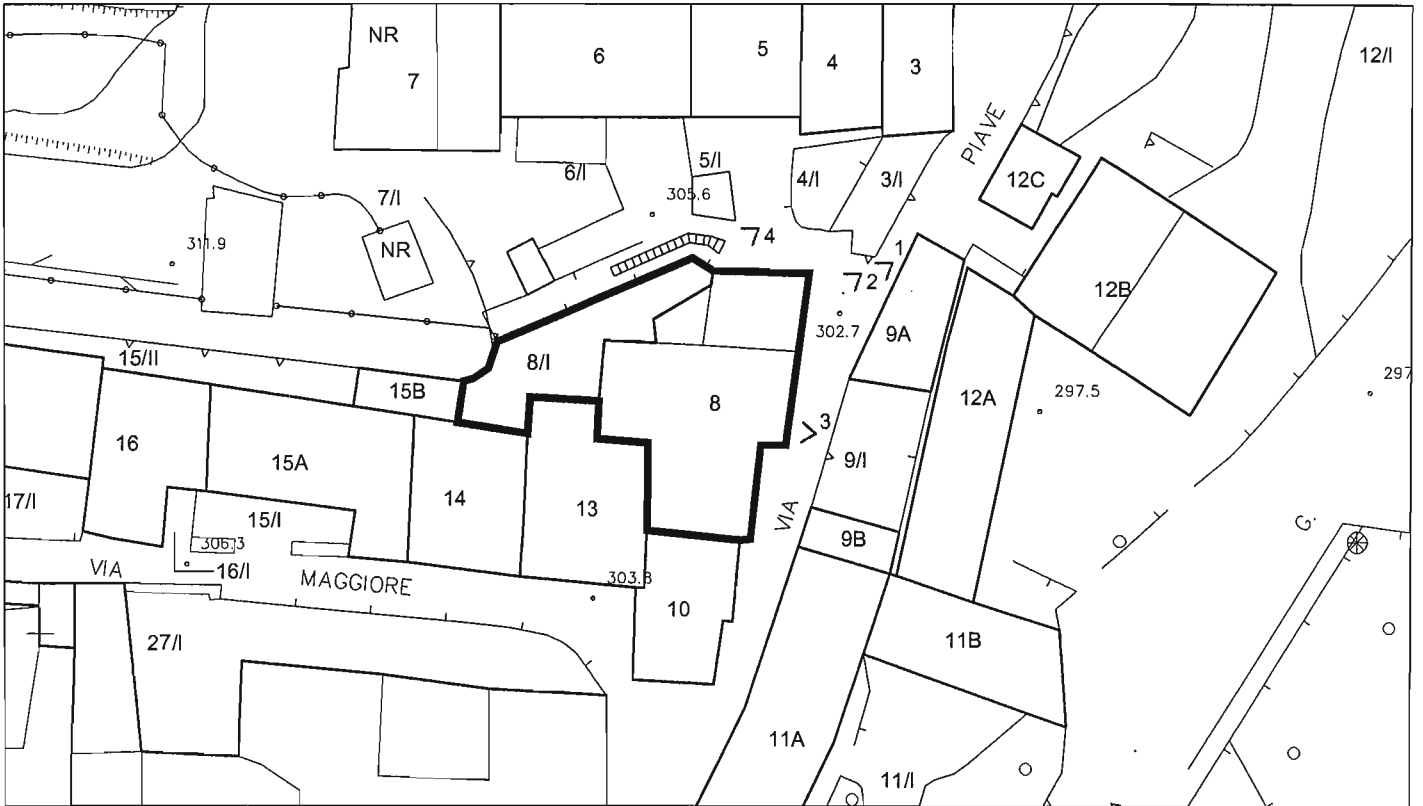 NR
7
6
5
4
3
12/I
PIAVE
12C
6/I
5/I
4/I
3/I
7/I
305.6
NR
311.9
4
1
2
12B
302.7
9A
15/II
15B
8/I
8
12A
297.5
297
3
16
15A
14
13
9/I
17/I
15/I
306.3
16/I
VIA
MAGGIORE
303.8
VIA
9B
G.
10
27/I
11B
11A
11/I